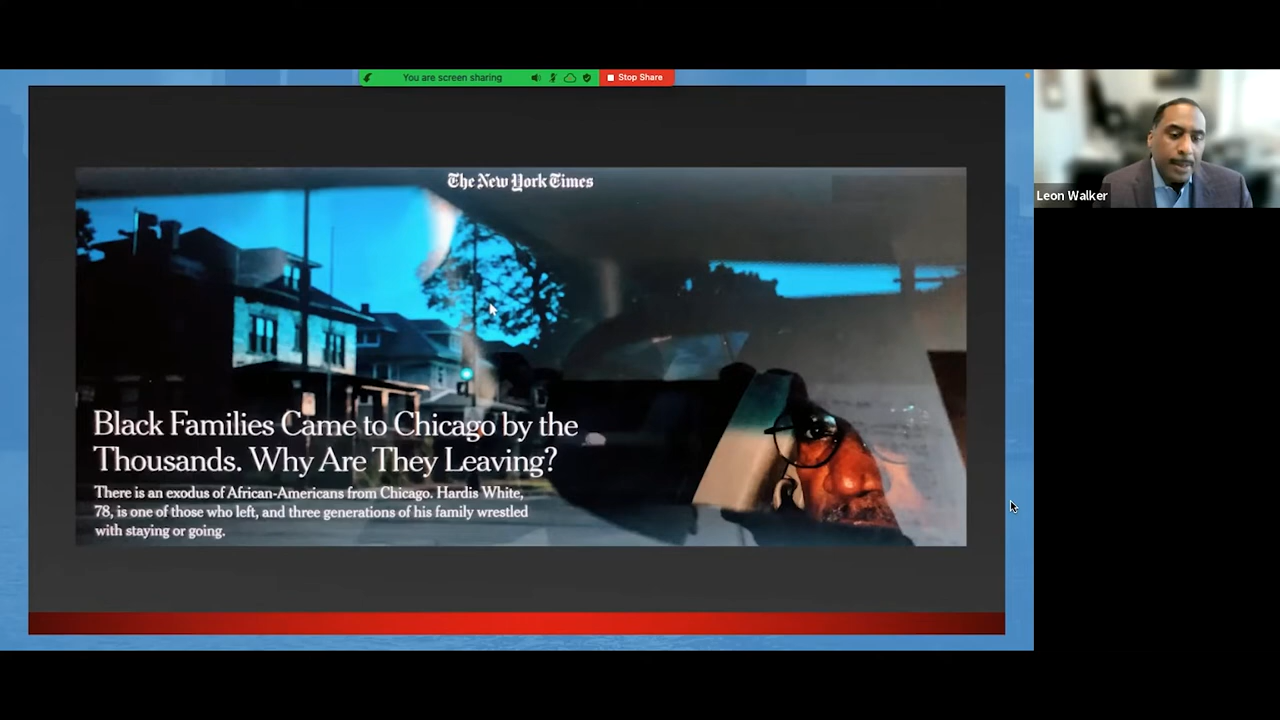 You are screen sharing
Stop Share
The New York Times
Leon Walker
Black Families Came to Chicago by the
Thousands. Why Are They Leaving?
There is an exodus of African-Americans from Chicago. Hardis White,
78, is one of those who left, and three generations of his family wrestled
with staying or going.